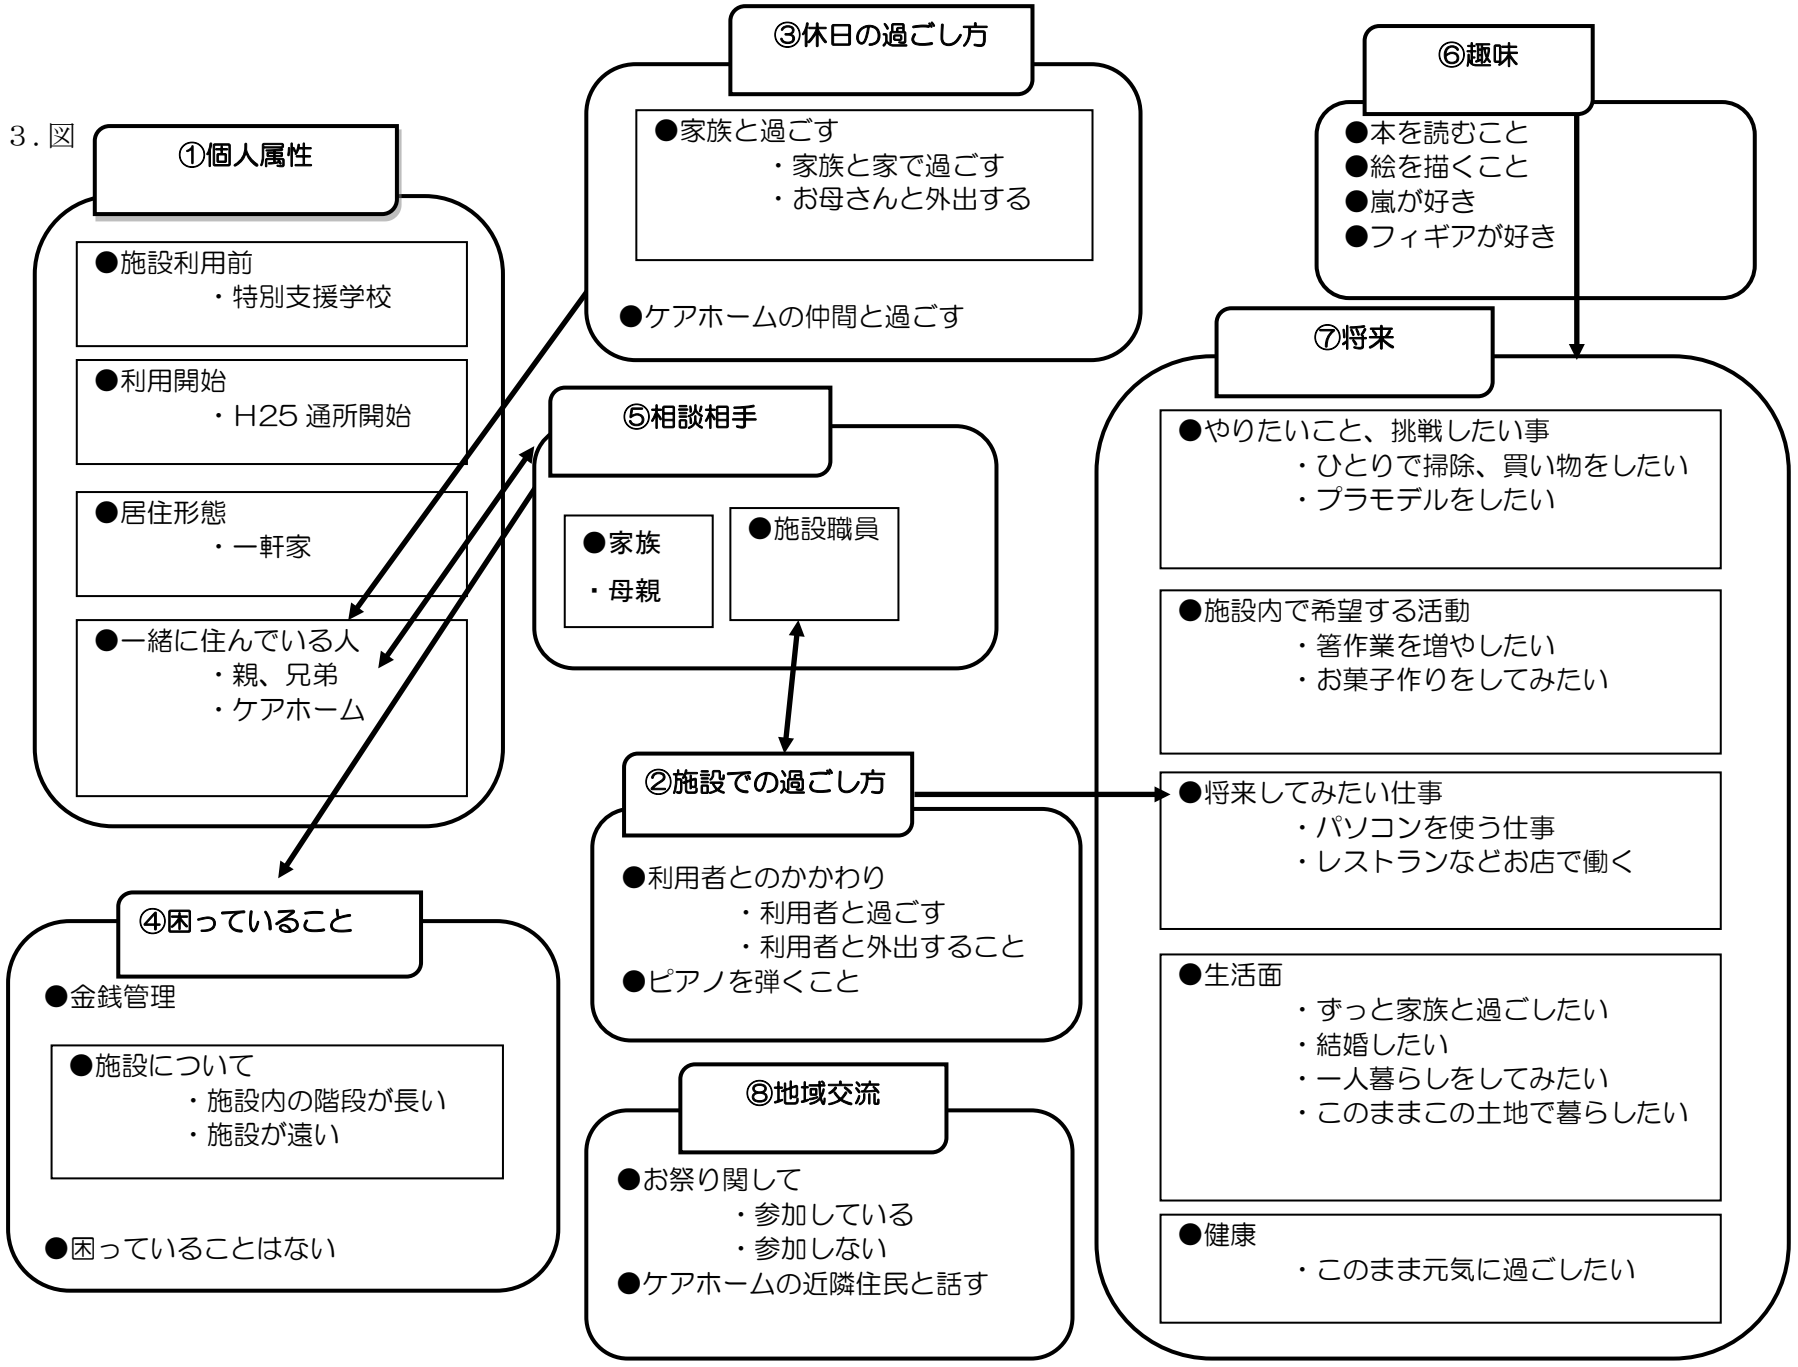 3.図
①個人属性
●施設利用前
・特別支援学校
●利用開始
・H25 通所開始
●居住形態
・一軒家
●一緒に住んでいる人
・親、兄弟
・ケアホーム
③休日の過ごし方
●家族と過ごす
・家族と家で過ごす
・お母さんと外出する
●ケアホームの仲間と過ごす
⑤相談相手
●家族
・母親
●施設職員
②施設での過ごし方
●利用者とのかかわり
・利用者と過ごす
・利用者と外出すること
●ピアノを弾くこと
④困っていること
●金銭管理
●施設について
・施設内の階段が長い
・施設が遠い
●困っていることはない
⑧地域交流
●お祭り関して
・参加している
・参加しない
●ケアホームの近隣住民と話す
⑥趣味
●本を読むこと
●絵を描くこと
●嵐が好き
●フィギアが好き
⑦将来
●やりたいこと、挑戦したい事
・ひとりで掃除、買い物をしたい
・プラモデルをしたい
●施設内で希望する活動
・箸作業を増やしたい
・お菓子作りをしてみたい
●将来してみたい仕事
・パソコンを使う仕事
・レストランなどお店で働く
●生活面
・ずっと家族と過ごしたい
・結婚したい
・一人暮らしをしてみたい
・このままこの土地で暮らしたい
●健康
・このまま元気に過ごしたい